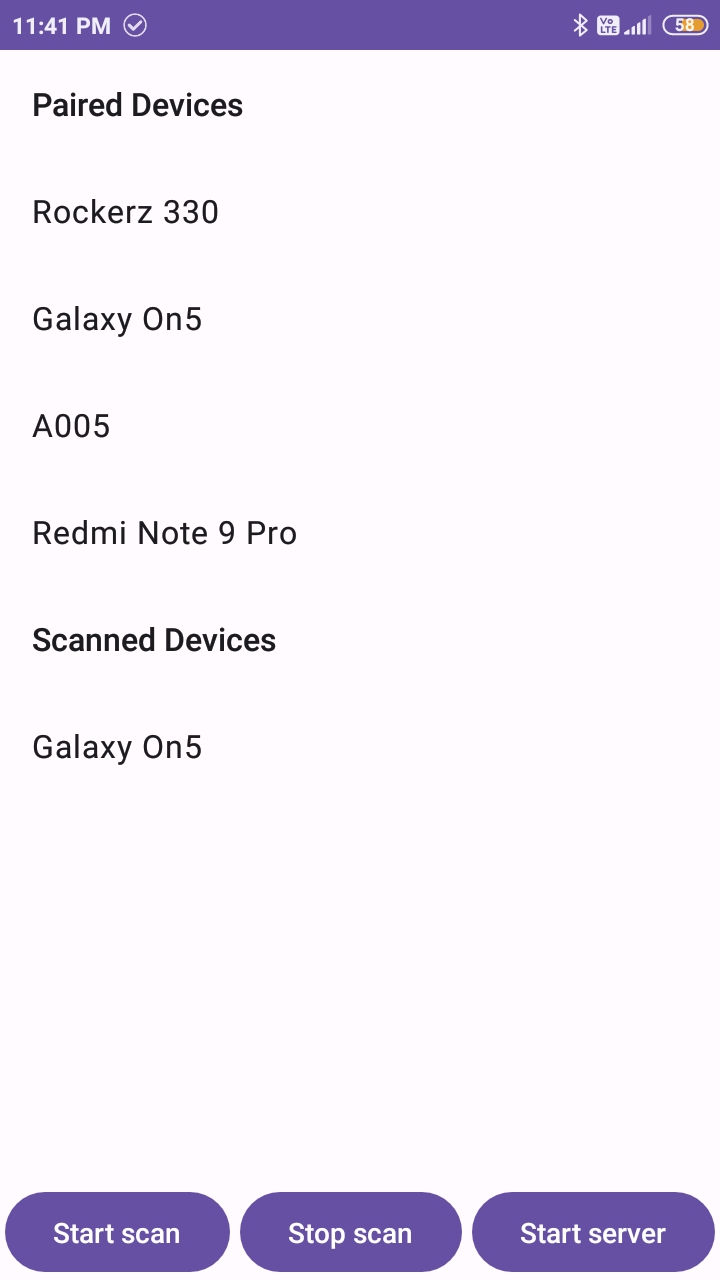 11:41 PM
Vo LTE
58
Paired Devices
Rockerz 330
Galaxy On5
A005
Redmi Note 9 Pro
Scanned Devices
Galaxy On5
Start scan
Stop scan
Start server